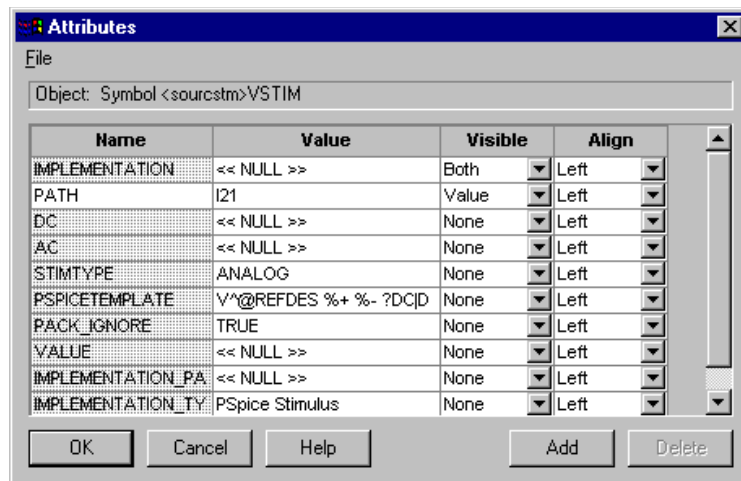 Attributes
File
Object: Symbol <sourcstm>VSTIM
Name Value Visible Align
IMPLEMENTATION << NULL >> Both Left
PATH I21 Value Left
DC << NULL >> None Left
AC << NULL >> None Left
STIMTYPE ANALOG None Left
PSPICETEMPLATE V^@REFDES %+ %- ?DC|D None Left
PACK_IGNORE TRUE None Left
VALUE << NULL >> None Left
IMPLEMENTATION_PA << NULL >> None Left
IMPLEMENTATION_TY PSpice Stimulus None Left
OK Cancel Help Add Delete